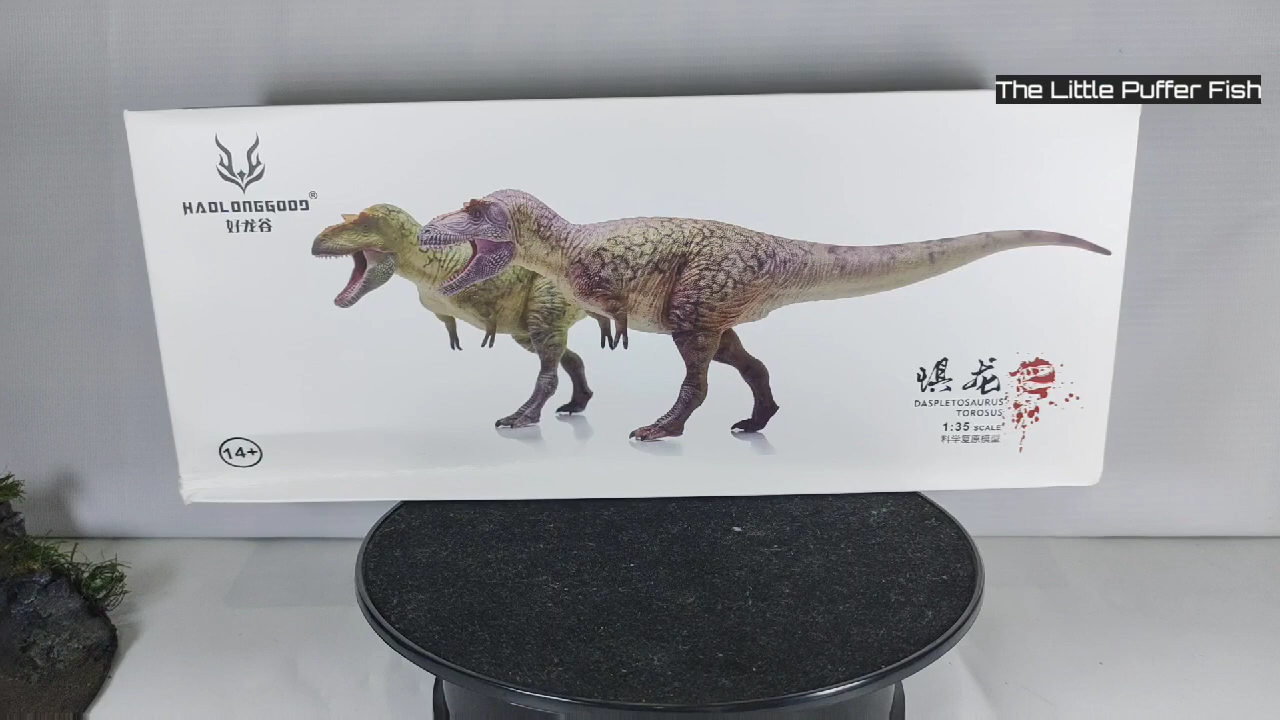 The Little Puffer Fish
HAOLONGGOOD®
好龙谷
惧龙
DASPLETOSAURUS
TOROSUS
1:35 SCALE
科学复原模型
14+